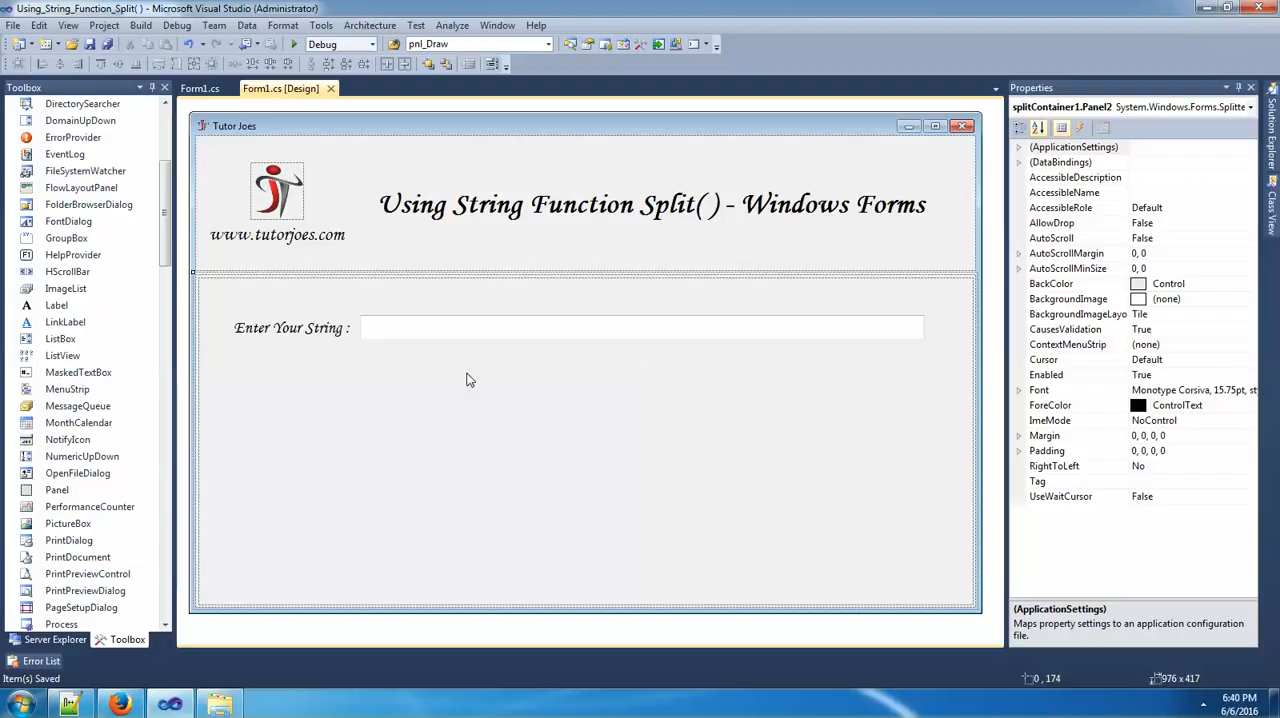 Using_String_Function_Split( ) - Microsoft Visual Studio (Administrator)
File Edit View Project Build Debug Team Data Format Tools Architecture Test Analyze Window Help
Debug pnl_Draw
Toolbox
Form1.cs Form1.cs [Design]
Properties
DirectorySearcher
DomainUpDown
ErrorProvider
EventLog
FileSystemWatcher
FlowLayoutPanel
FolderBrowserDialog
FontDialog
GroupBox
HelpProvider
HScrollBar
ImageList
Label
LinkLabel
ListBox
ListView
MaskedTextBox
MenuStrip
MessageQueue
MonthCalendar
NotifyIcon
NumericUpDown
OpenFileDialog
Panel
PerformanceCounter
PictureBox
PrintDialog
PrintDocument
PrintPreviewControl
PrintPreviewDialog
PageSetupDialog
Process
Server Explorer Toolbox
Tutor Joes
Using String Function Split( ) - Windows Forms
www.tutorjoes.com
Enter Your String :
splitContainer1.Panel2 System.Windows.Forms.Splitte
(ApplicationSettings)
(DataBindings)
AccessibleDescription
AccessibleName
AccessibleRole Default
AllowDrop False
AutoScroll False
AutoScrollMargin 0, 0
AutoScrollMinSize 0, 0
BackColor Control
BackgroundImage (none)
BackgroundImageLayo Tile
CausesValidation True
ContextMenuStrip (none)
Cursor Default
Enabled True
Font Monotype Corsiva, 15.75pt, st
ForeColor ControlText
ImeMode NoControl
Margin 0, 0, 0, 0
Padding 0, 0, 0, 0
RightToLeft No
Tag
UseWaitCursor False
(ApplicationSettings)
Maps property settings to an application configuration
file.
Solution Explorer
Class View
Error List
Item(s) Saved
0 , 174
976 x 417
6:40 PM
6/6/2016